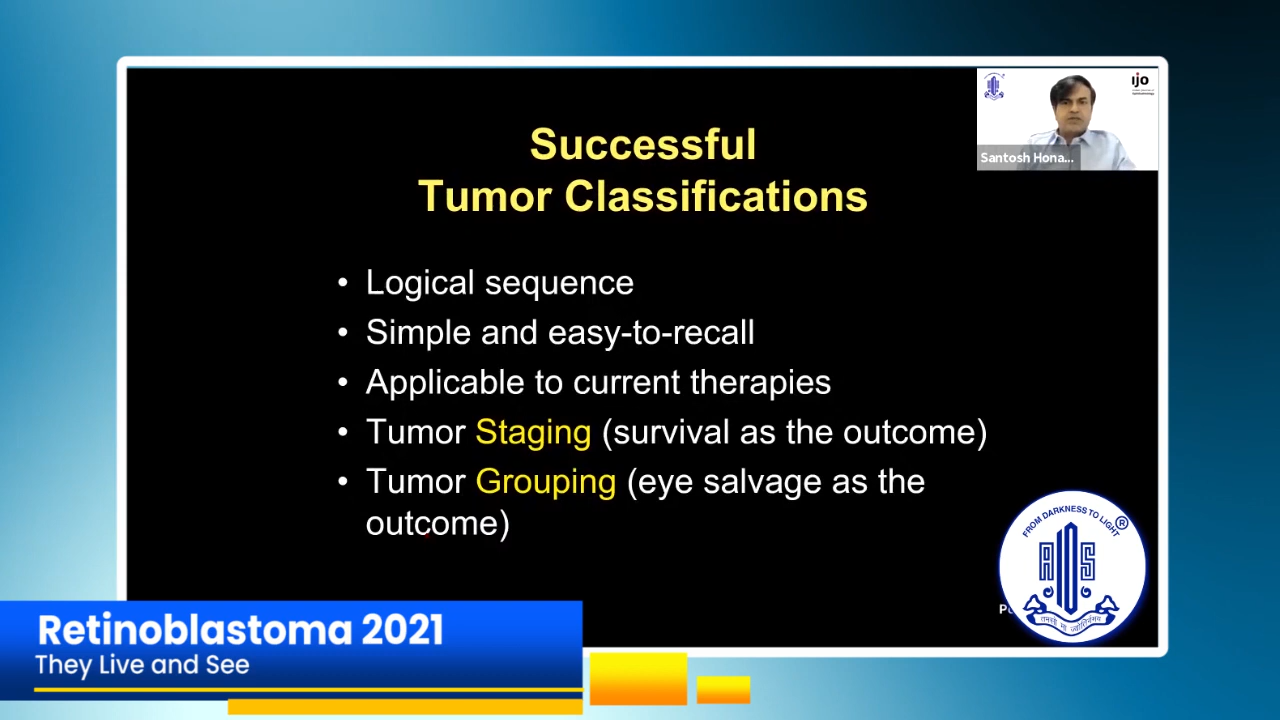 Successful
Tumor Classifications
ijo
Santosh Hona...
• Logical sequence
• Simple and easy-to-recall
• Applicable to current therapies
• Tumor Staging (survival as the outcome)
• Tumor Grouping (eye salvage as the
outcome)
FROM DARKNESS TO LIGHT
®
AIOS
Retinoblastoma 2021
They Live and See